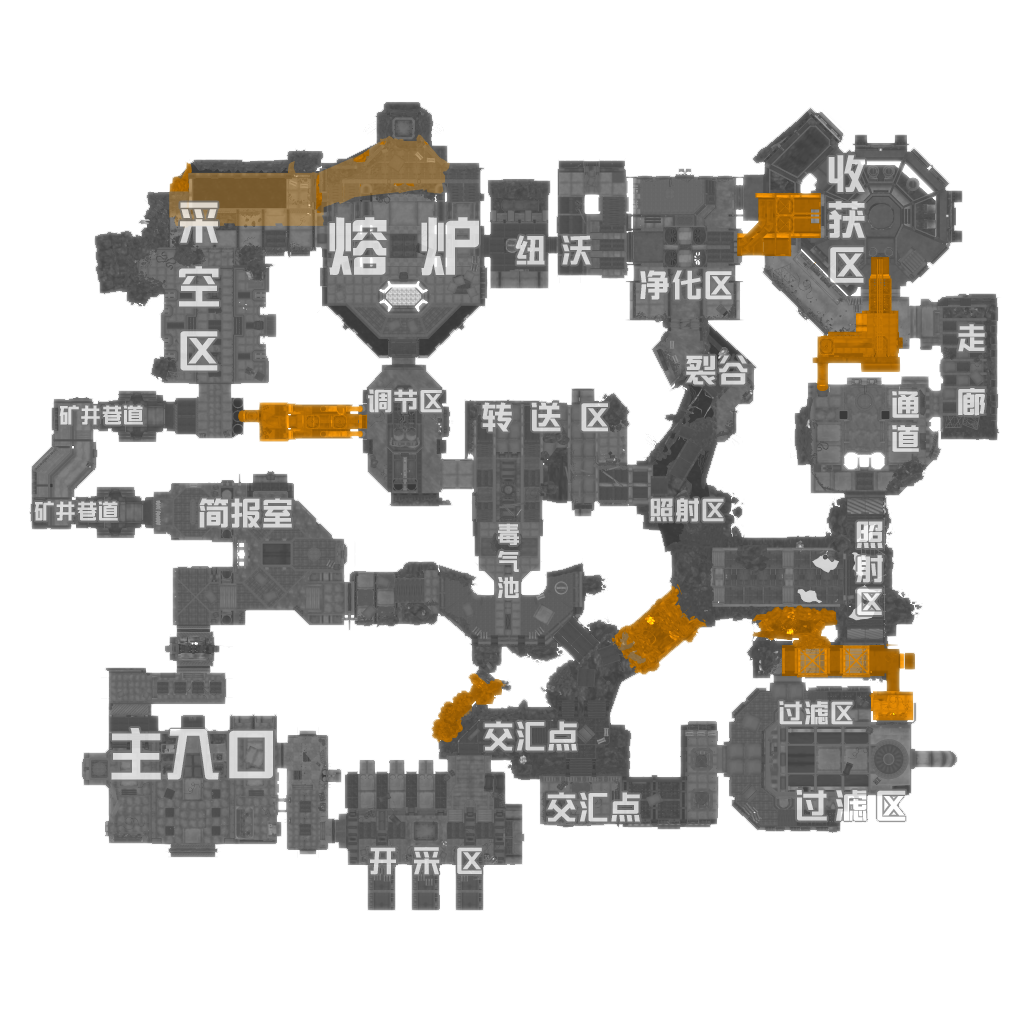 收获区
采空区
熔炉
纽沃
净化区
走廊
裂谷
调节区
矿井巷道
转送区
通道
矿井巷道
简报室
照射区
毒气池
照射区
过滤区
交汇点
主入口
交汇点
过滤区
开采区